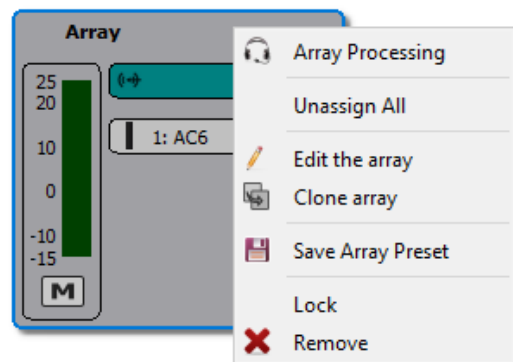 Array
25
20
10
0
-10
-15
M
1: AC6
Array Processing
Unassign All
Edit the array
Clone array
Save Array Preset
Lock
Remove